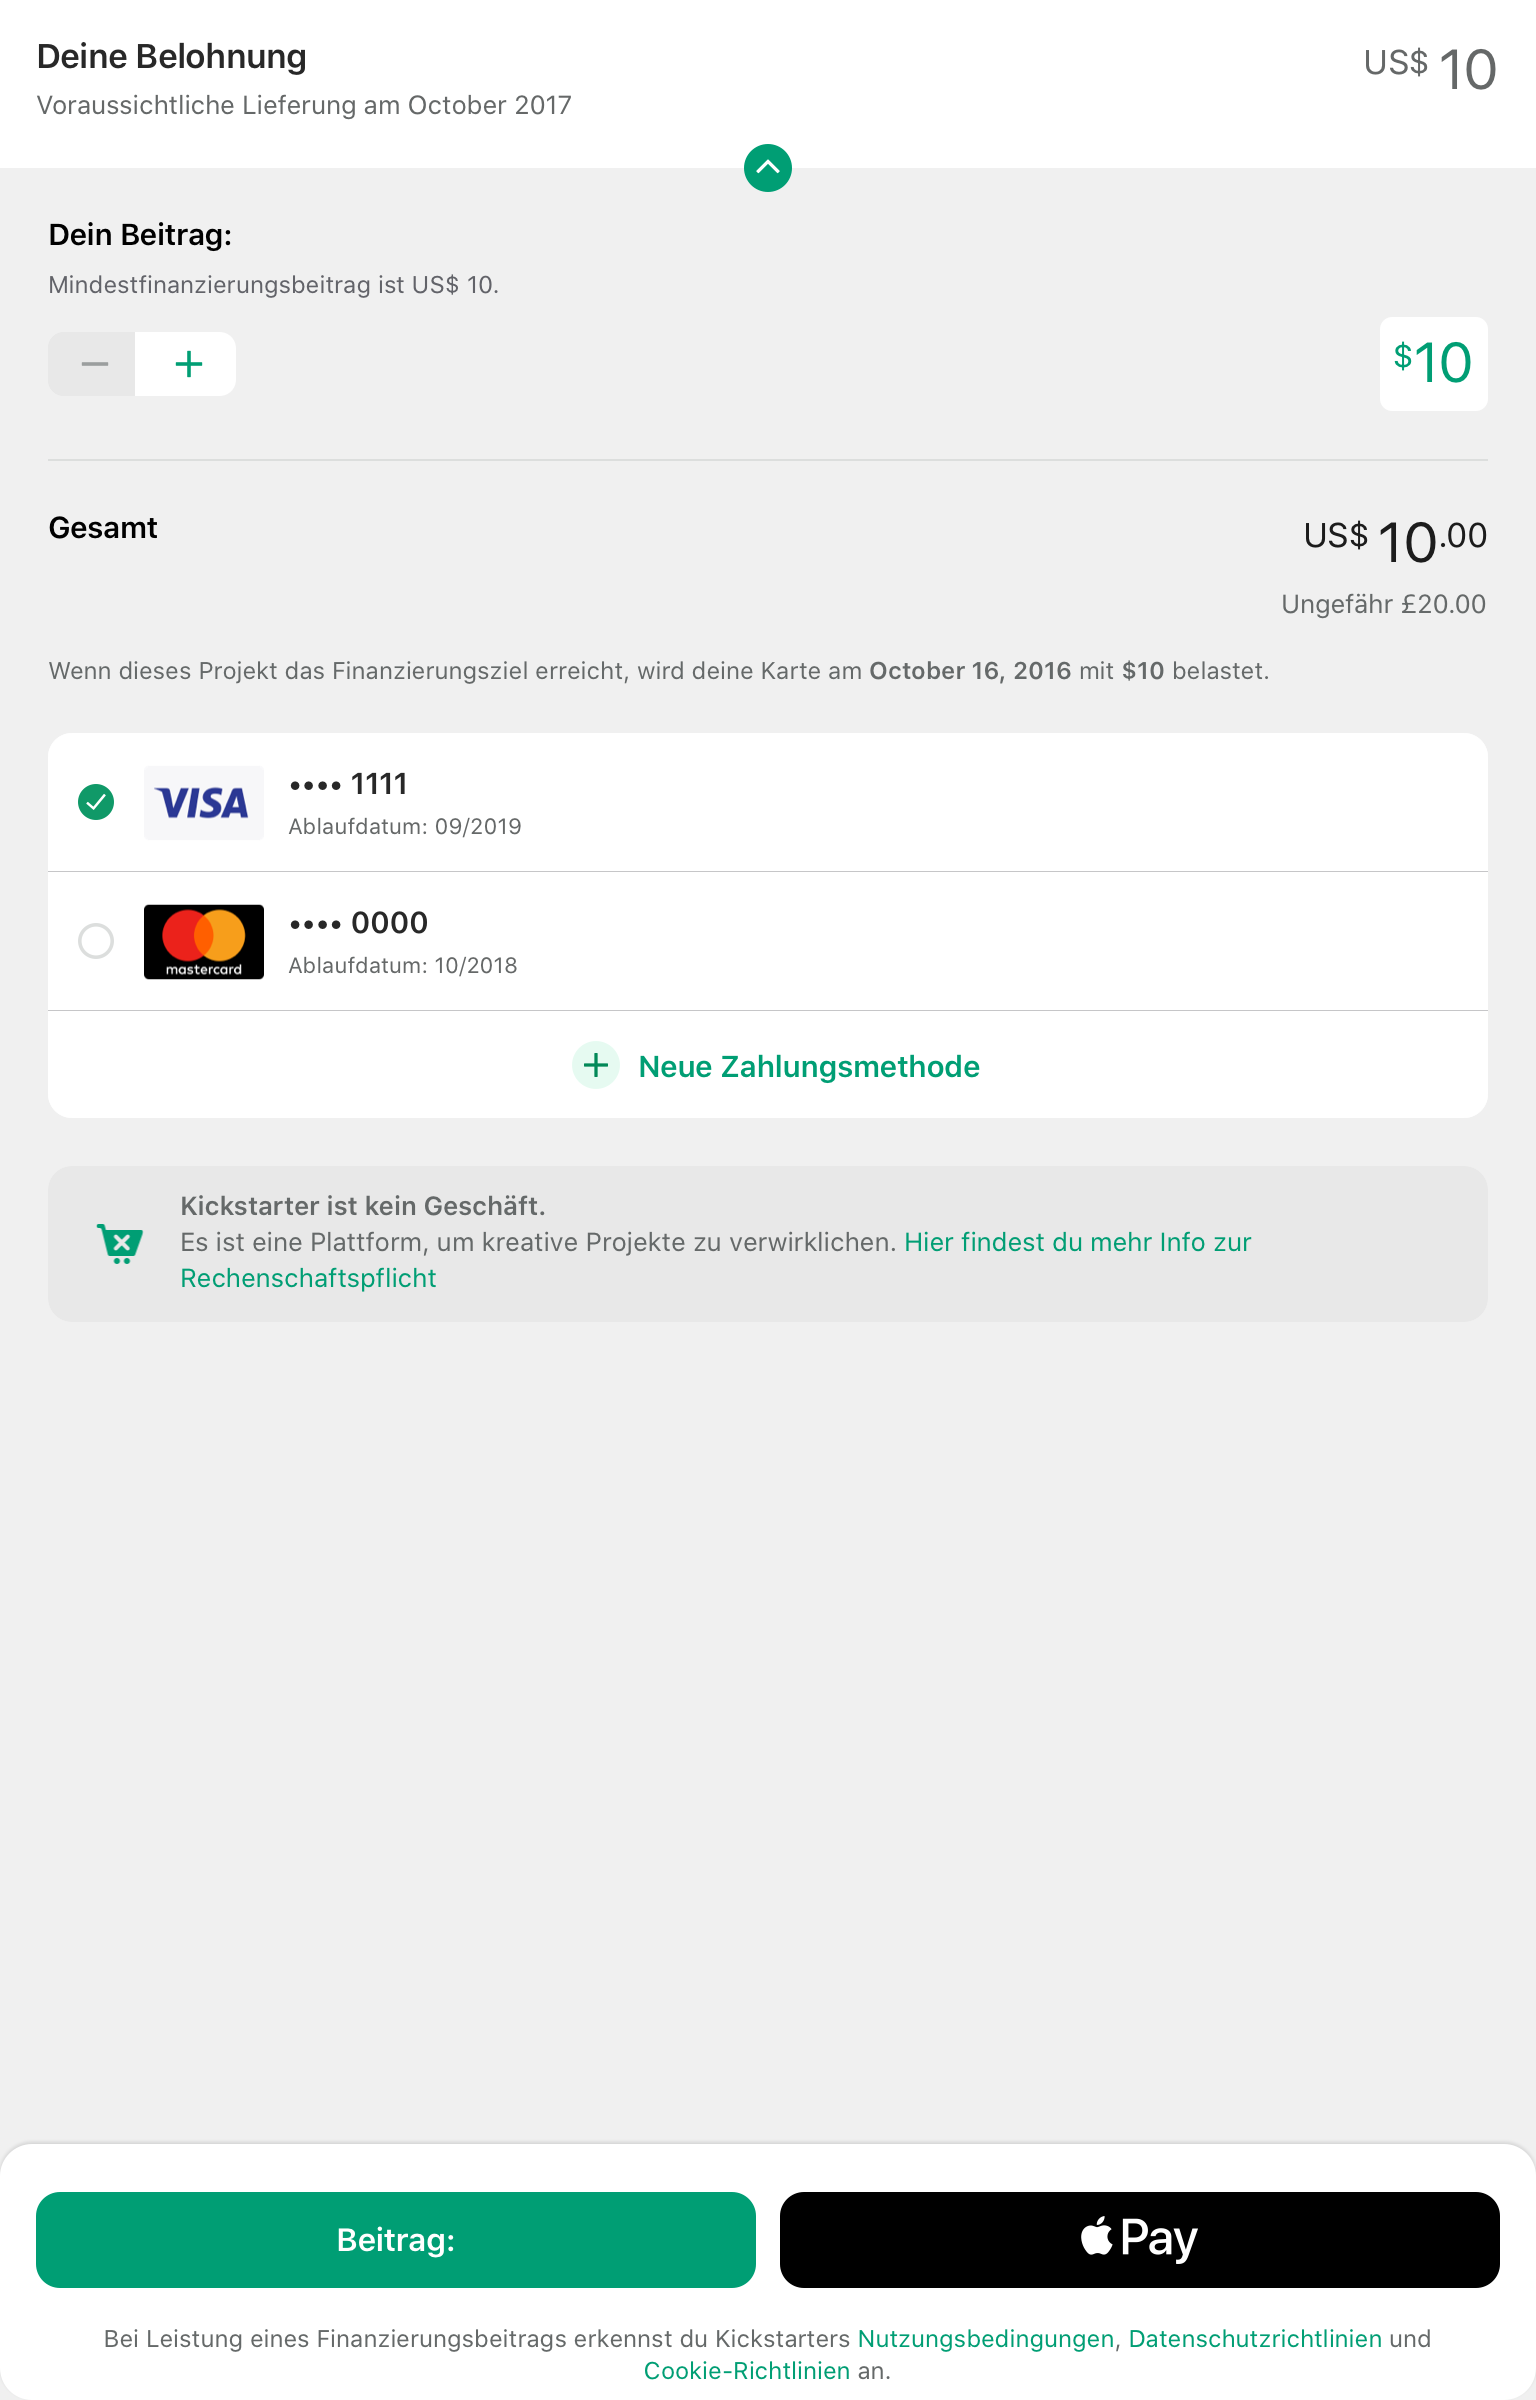 Deine Belohnung
US$ 10
Voraussichtliche Lieferung am October 2017
Dein Beitrag:
Mindestfinanzierungsbeitrag ist US$ 10.
$10
Gesamt
US$ 10.00
Ungefähr £20.00
Wenn dieses Projekt das Finanzierungsziel erreicht, wird deine Karte am October 16, 2016 mit $10 belastet.
VISA
•••• 1111
Ablaufdatum: 09/2019
mastercard
•••• 0000
Ablaufdatum: 10/2018
Neue Zahlungsmethode
Kickstarter ist kein Geschäft.
Es ist eine Plattform, um kreative Projekte zu verwirklichen. Hier findest du mehr Info zur
Rechenschaftspflicht
Beitrag:
Pay
Bei Leistung eines Finanzierungsbeitrags erkennst du Kickstarters Nutzungsbedingungen, Datenschutzrichtlinien und
Cookie-Richtlinien an.